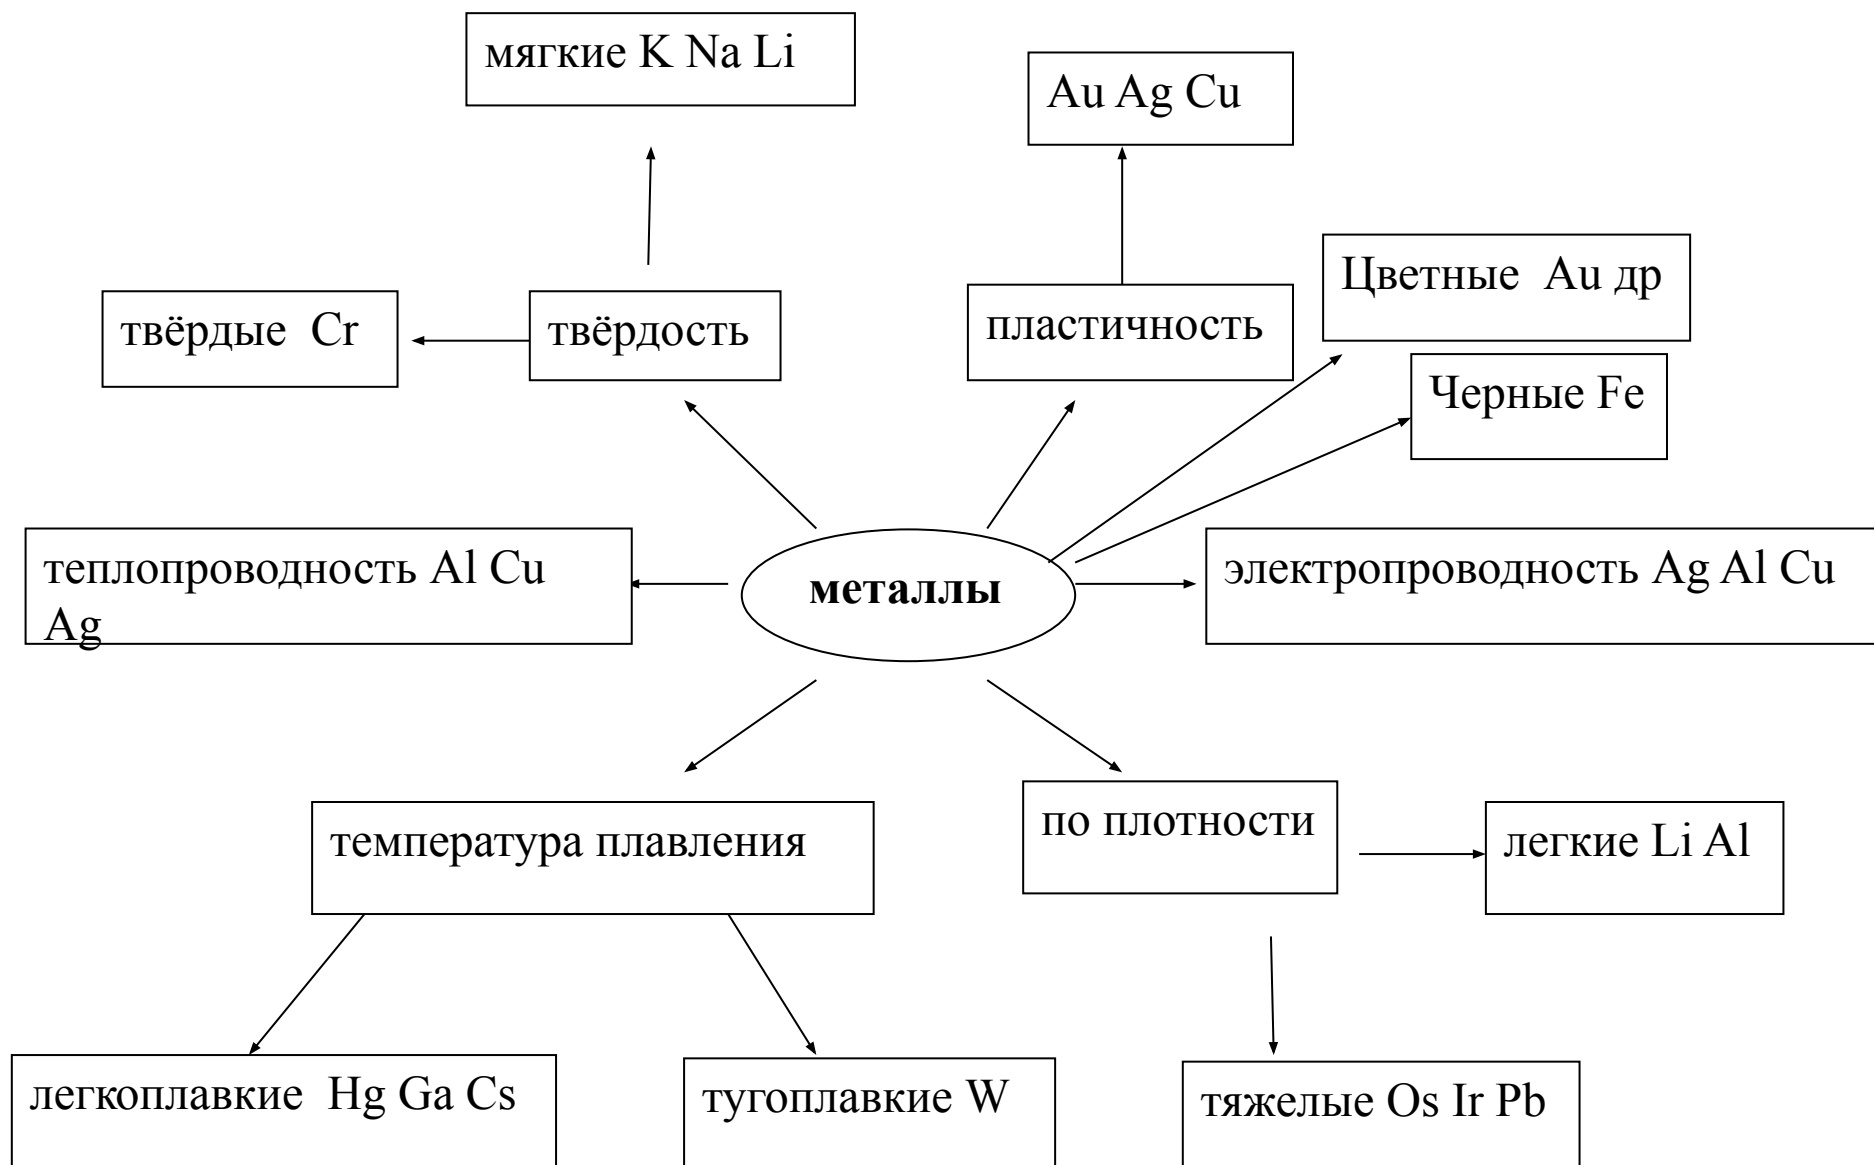 мягкие K Na Li
Au Ag Cu
Цветные  Au др
твёрдые  Cr
твёрдость
пластичность
Черные Fe
теплопроводность Al Cu
Ag
металлы
электропроводность Ag Al Cu
температура плавления
по плотности
легкие Li Al
легкоплавкие  Hg Ga Cs
тугоплавкие W
тяжелые Os Ir Pb